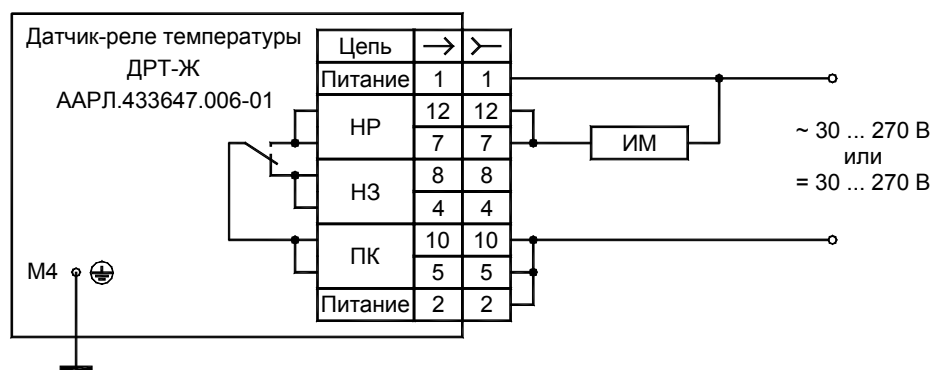 Датчик-реле температуры
ДРТ-Ж
ААРЛ.433647.006-01
Цепь
Питание 1 1
НР 12 12
7 7
НЗ 8 8
4 4
ПК 10 10
5 5
Питание 2 2
ИМ
~ 30 ... 270 В
или
= 30 ... 270 В
М4